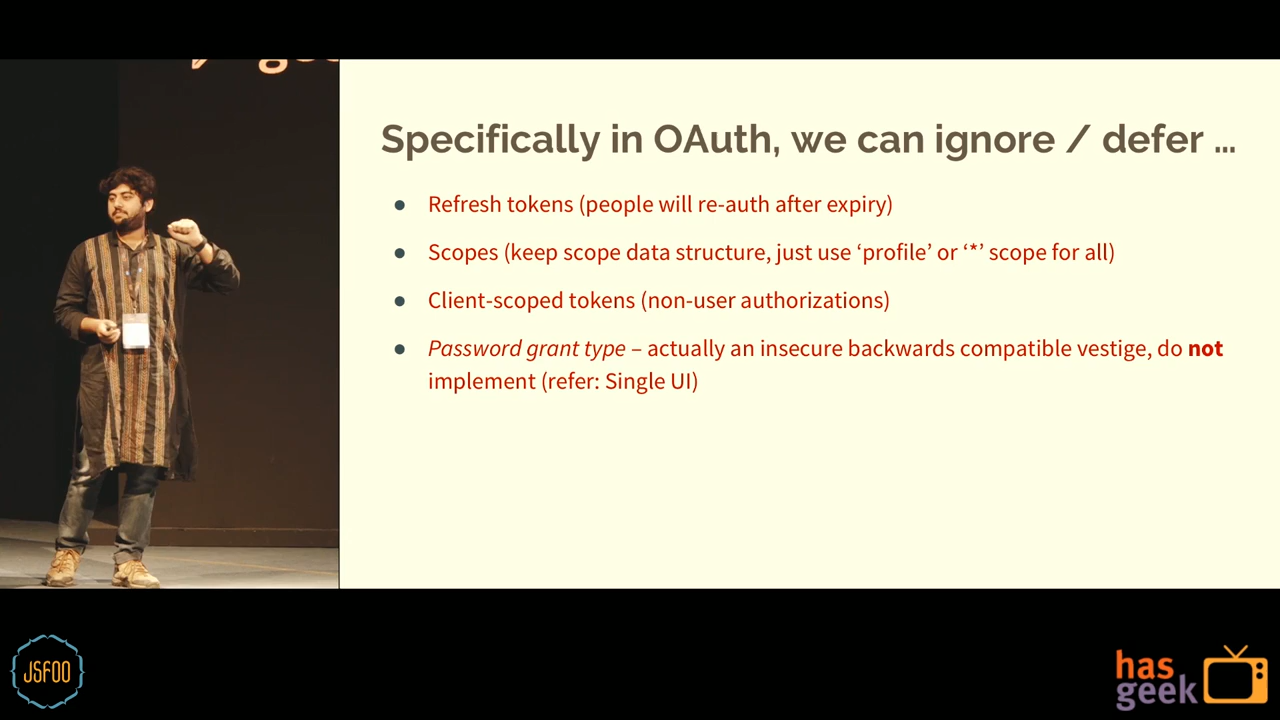 Specifically in OAuth, we can ignore / defer ...
● Refresh tokens (people will re-auth after expiry)
● Scopes (keep scope data structure, just use ‘profile’ or ‘*’ scope for all)
● Client-scoped tokens (non-user authorizations)
● Password grant type – actually an insecure backwards compatible vestige, do not
implement (refer: Single UI)
JSFOO
has
geek